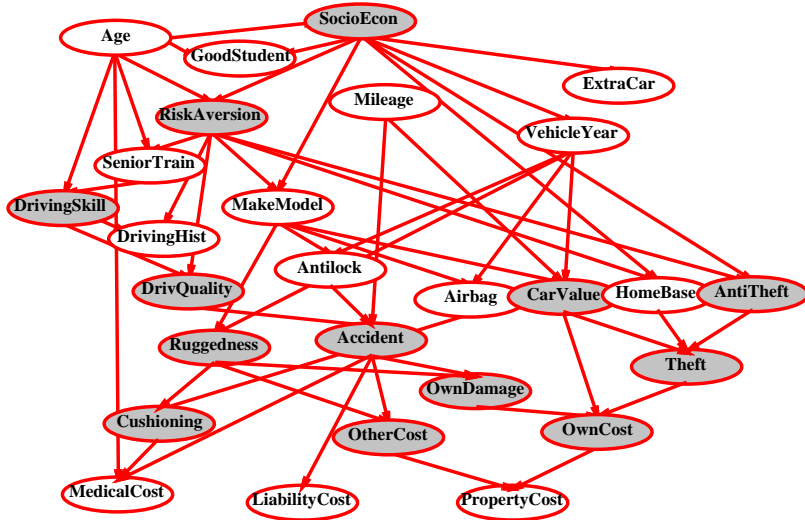 SocioEcon
Age
GoodStudent
ExtraCar
Mileage
RiskAversion
VehicleYear
SeniorTrain
DrivingSkill
MakeModel
DrivingHist
Antilock
DrivQuality
Airbag
CarValue
HomeBase
AntiTheft
Ruggedness
Accident
Theft
OwnDamage
Cushioning
OtherCost
OwnCost
MedicalCost
LiabilityCost
PropertyCost